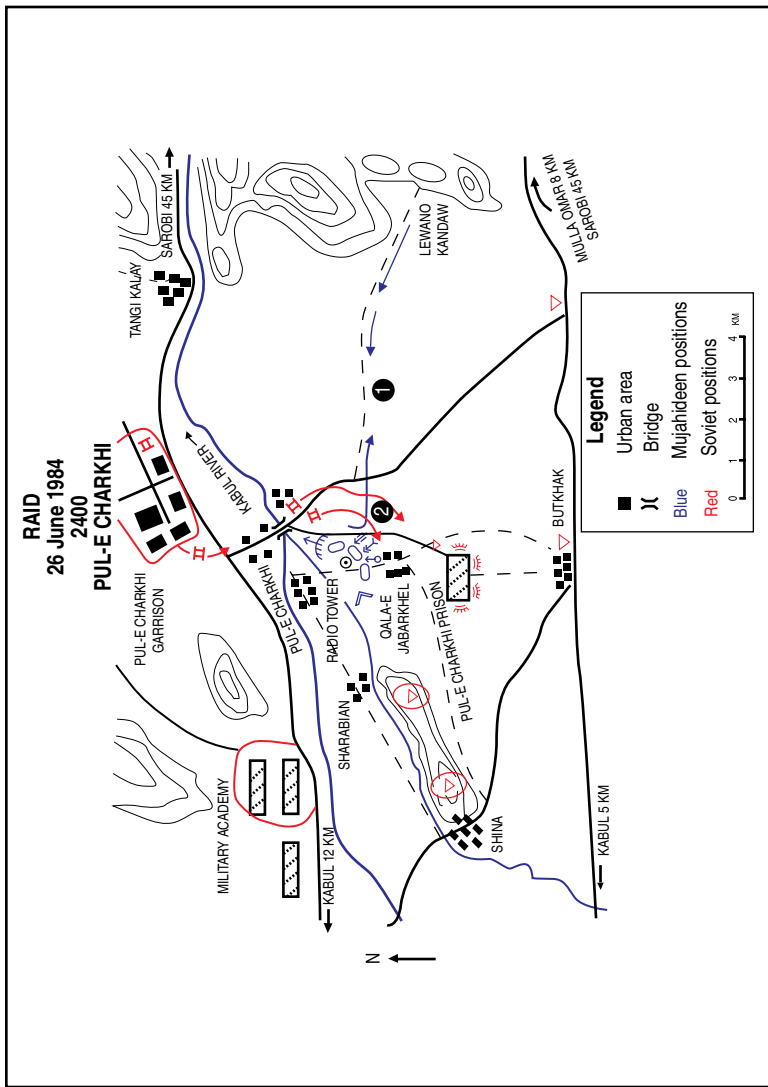 RAID
26 June 1984
2400
PUL-E CHARKHI
TANGI KALAY
SAROBI 45 KM
PUL-E CHARKHI
GARRISON
KABUL RIVER
MILITARY ACADEMY
KABUL 12 KM
PUL-E CHARKHI
RADIO TOWER
SHARABIAN
QALA-E
JABARKHEL
PUL-E CHARKHI PRISON
1
2
LEWANO
KANDAW
N
SHINA
KABUL 5 KM
BUTKHAK
MULLA OMAR 8 KM
SAROBI 45 KM
Legend
Urban area
Bridge
Blue
Mujahideen positions
Red
Soviet positions
0 1 2 3 4
KM